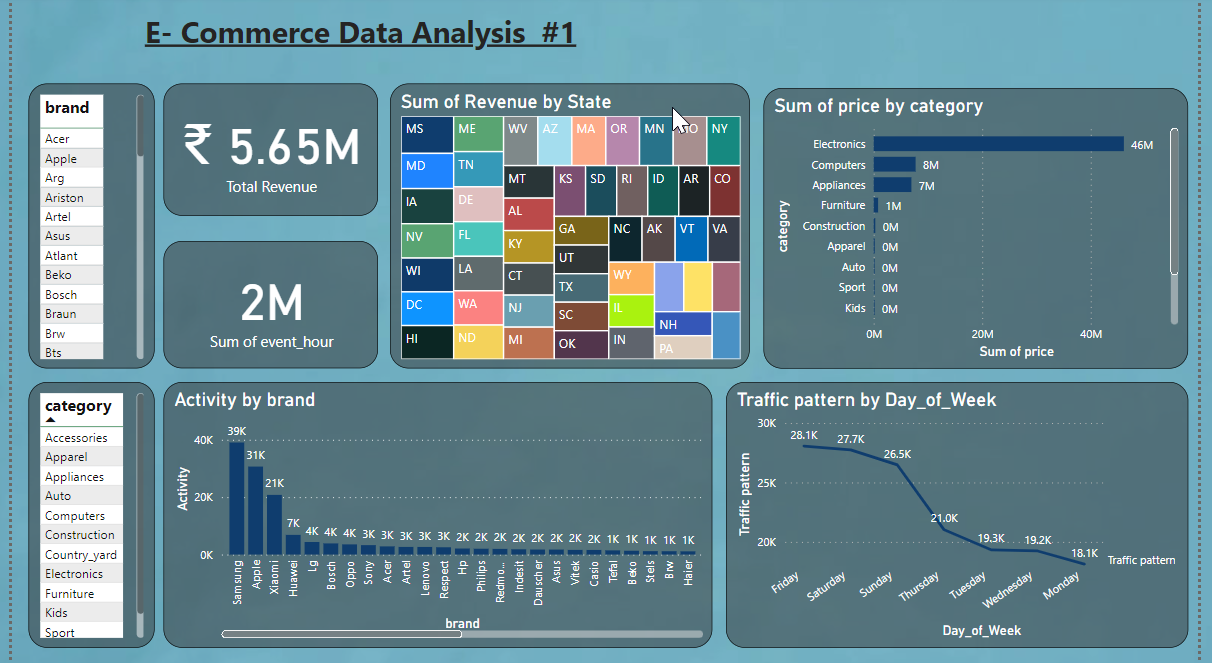 E- Commerce Data Analysis #1
brand
Acer
Apple
Arg
Ariston
Artel
Asus
Atlant
Beko
Bosch
Braun
Brw
Bts
₹ 5.65M
Total Revenue
2M
Sum of event_hour
Sum of Revenue by State
MS
MD
IA
NV
WI
DC
HI
ME
TN
DE
FL
LA
WA
ND
WV
AZ
MA
OR
MN
NY
MT
AL
KY
CT
NJ
MI
KS
SD
RI
ID
AR
CO
GA
UT
TX
SC
OK
NC
AK
VT
VA
WY
IL
IN
NH
PA
Sum of price by category
category
Electronics
46M
Computers
8M
Appliances
7M
Furniture
1M
Construction
0M
Apparel
0M
Auto
0M
Sport
0M
Kids
0M
0M
20M
40M
Sum of price
category
Accessories
Apparel
Appliances
Auto
Computers
Construction
Country_yard
Electronics
Furniture
Kids
Sport
Activity by brand
Activity
40K
20K
0K
39K
31K
21K
7K
4K
4K
4K
3K
3K
3K
3K
3K
2K
2K
2K
2K
2K
2K
2K
2K
1K
1K
1K
1K
1K
Samsung
Apple
Xiaomi
Huawei
Lg
Bosch
Oppo
Sony
Acer
Artel
Lenovo
Respect
Hp
Philips
Redmo...
Indesit
Dauscher
Asus
Vitek
Casio
Tefal
Beko
Stels
Brw
Haier
brand
Traffic pattern by Day_of_Week
Traffic pattern
30K
25K
20K
28.1K
27.7K
26.5K
21.0K
19.3K
19.2K
18.1K
Traffic pattern
Friday
Saturday
Sunday
Thursday
Tuesday
Wednesday
Monday
Day_of_Week